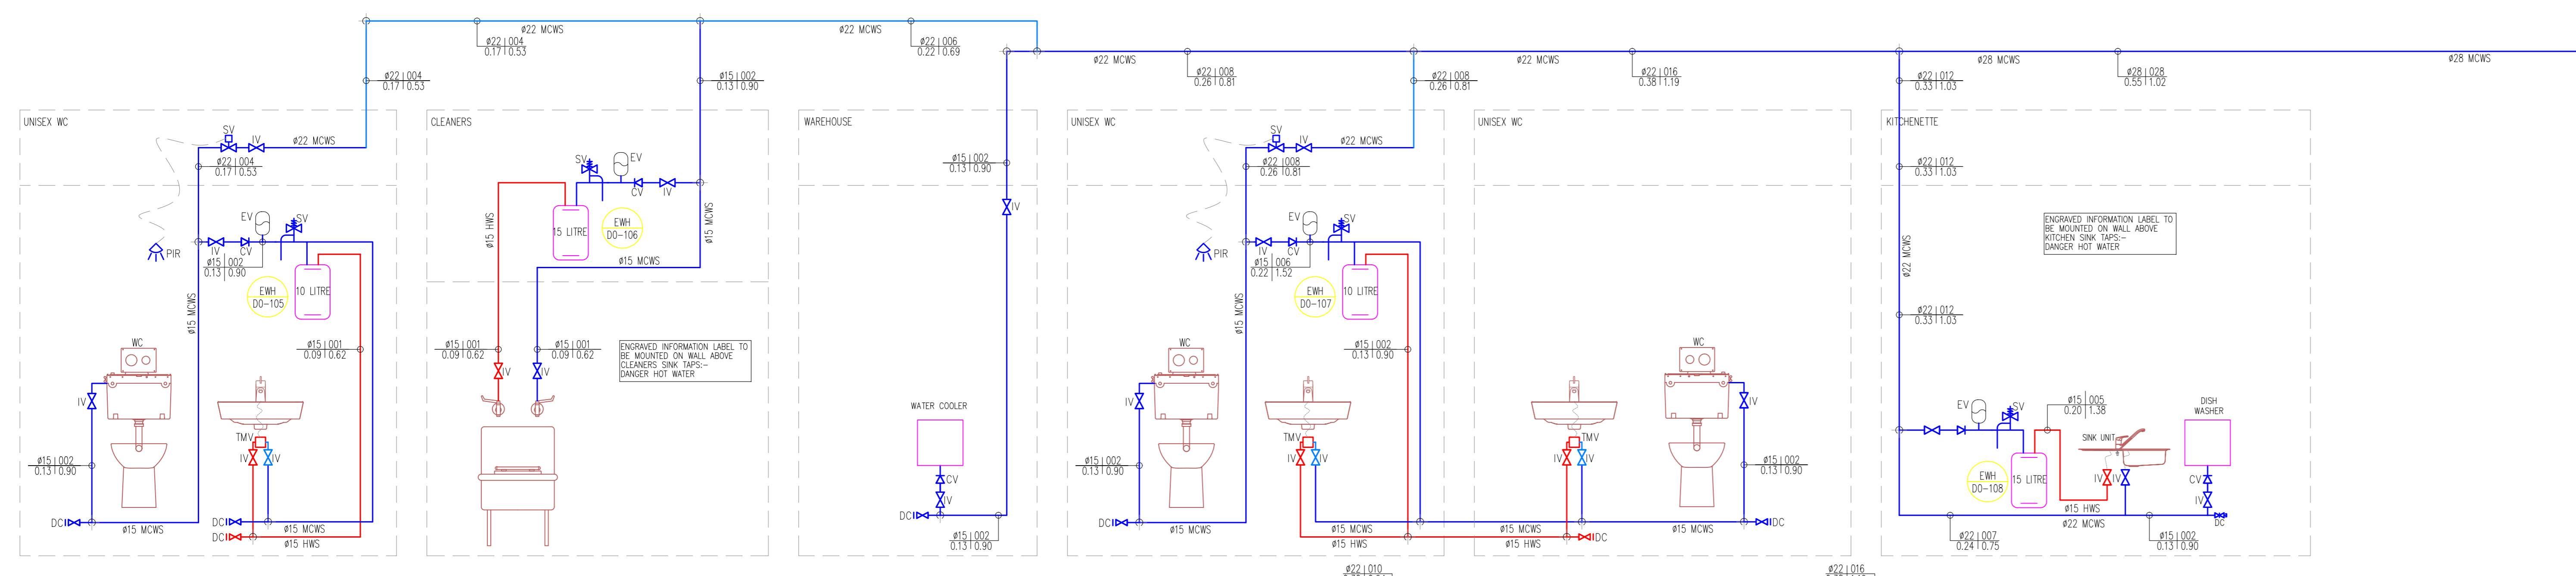 ø22 MCWS
ø22 MCWS
ø22|004
0.17|0.53
ø22|006
0.22|0.69
ø22 MCWS
ø22 MCWS
ø28 MCWS
ø28 MCWS
ø22|004
0.17|0.53
ø15|002
0.13|0.90
ø22|008
0.26|0.81
ø22|008
0.26|0.81
ø22|016
0.38|1.19
ø22|012
0.33|1.03
ø28|028
0.55|1.02
UNISEX WC
SV
IV
ø22 MCWS
ø22|004
0.17|0.53
EV
SV
PIR
IV
CV
ø15|002
0.13|0.90
EWH
D0-105
10 LITRE
ø15 MCWS
WC
ø15|001
0.09|0.62
IV
TMV
IV
IV
ø15|002
0.13|0.90
DC
DC
ø15 MCWS
ø15 MCWS
DC
ø15 HWS
CLEANERS
SV
EV
CV
IV
ø15 HWS
15 LITRE
EWH
D0-106
ø15 MCWS
ø15 MCWS
ø15|001
0.09|0.62
ø15|001
0.09|0.62
IV
IV
ENGRAVED INFORMATION LABEL TO
BE MOUNTED ON WALL ABOVE
CLEANERS SINK TAPS:-
DANGER HOT WATER
WAREHOUSE
ø15|002
0.13|0.90
IV
WATER COOLER
CV
IV
DC
ø15|002
0.13|0.90
UNISEX WC
SV
IV
ø22 MCWS
ø22|008
0.26|0.81
EV
SV
PIR
IV
CV
ø15|006
0.22|1.52
EWH
D0-107
10 LITRE
ø15 MCWS
WC
ø15|002
0.13|0.90
IV
TMV
IV
IV
ø15|002
0.13|0.90
DC
ø15 MCWS
ø15 MCWS
ø15 HWS
UNISEX WC
WC
IV
TMV
IV
IV
ø15|002
0.13|0.90
ø15 MCWS
ø15 MCWS
DC
ø15 HWS
DC
KITCHENETTE
ø22|012
0.33|1.03
ENGRAVED INFORMATION LABEL TO
BE MOUNTED ON WALL ABOVE
KITCHEN SINK TAPS:-
DANGER HOT WATER
ø22 MCWS
ø22|012
0.33|1.03
EV
SV
ø15|005
0.20|1.38
DISH
WASHER
SINK UNIT
EWH
D0-108
15 LITRE
IV
IV
CV
IV
ø15 HWS
ø22 MCWS
DC
ø22|007
0.24|0.75
ø15|002
0.13|0.90
ø22|010
ø22|016